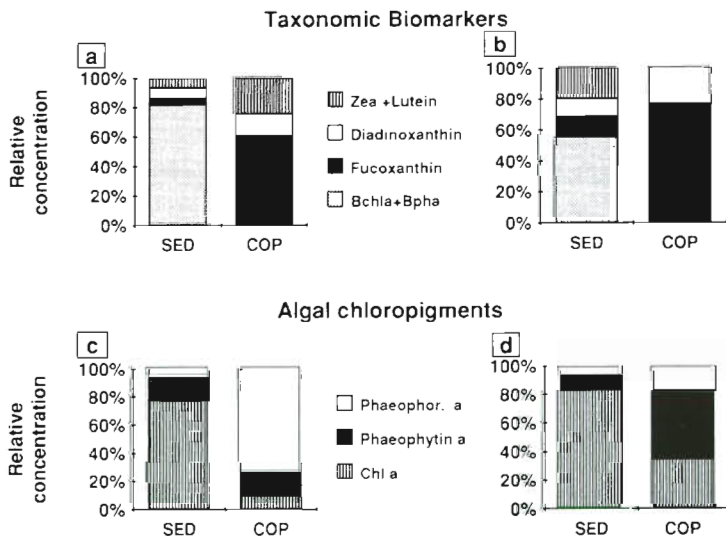 Taxonomic Biomarkers
a
b
Relative concentration
100%
80%
60%
40%
20%
0%
SED
COP
Zea +Lutein
Diadinoxanthin
Fucoxanthin
Bchla+Bpha
100%
80%
60%
40%
20%
0%
SED
COP
Algal chloropigments
c
d
Relative concentration
100%
80%
60%
40%
20%
0%
SED
COP
Phaeophor. a
Phaeophytin a
Chl a
100%
80%
60%
40%
20%
0%
SED
COP